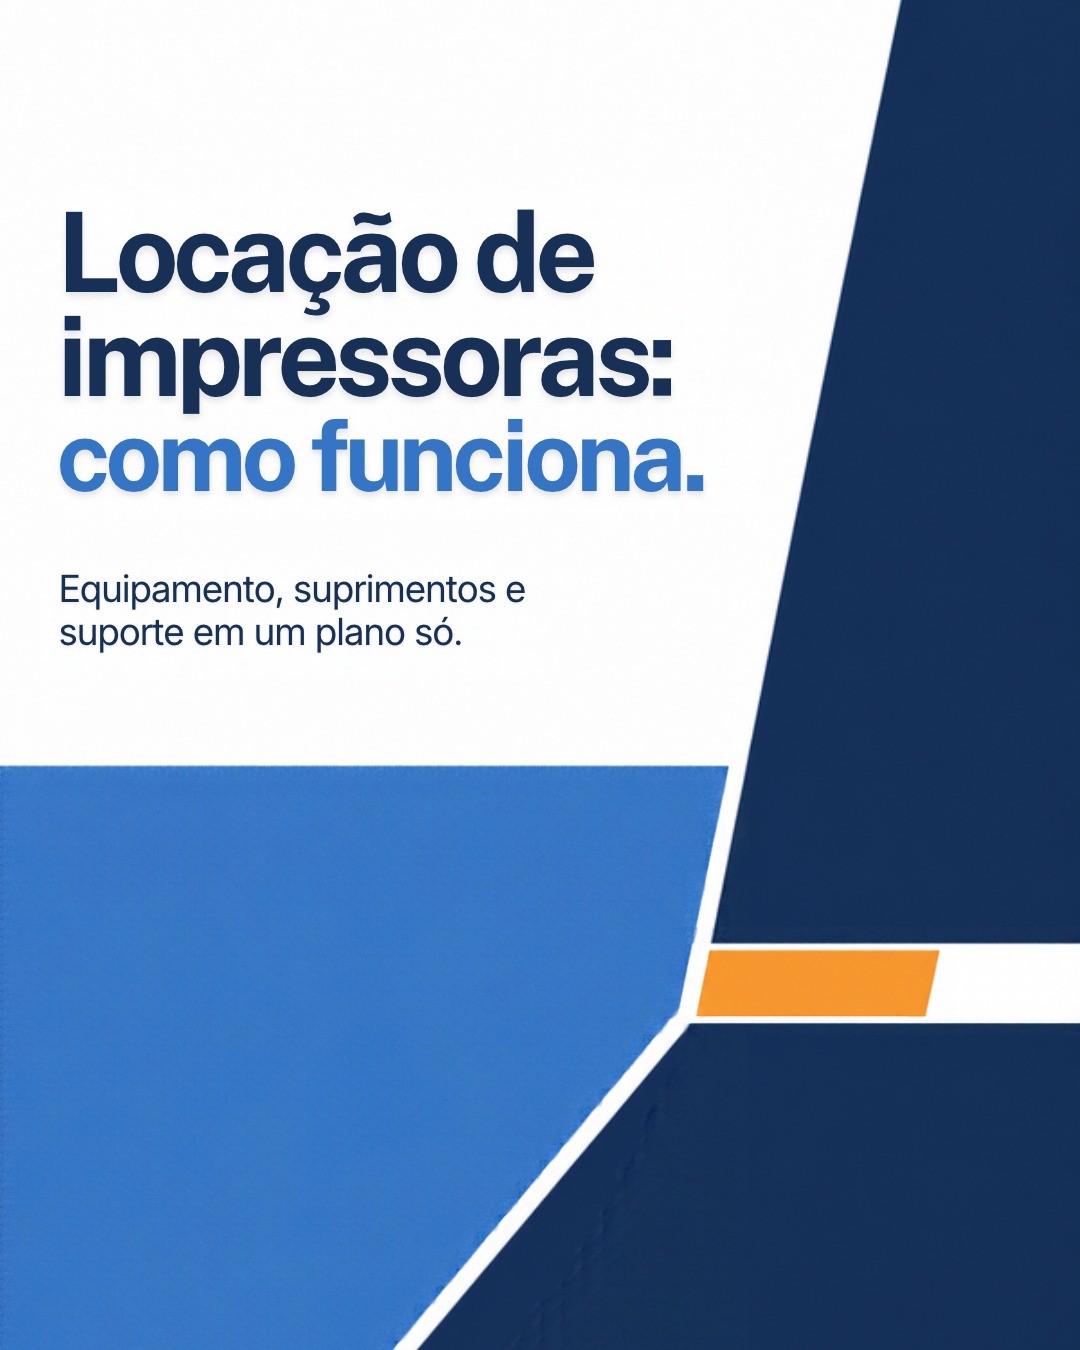 Locação de
impressoras:
como funciona.
Equipamento, suprimentos e
suporte em um plano só.